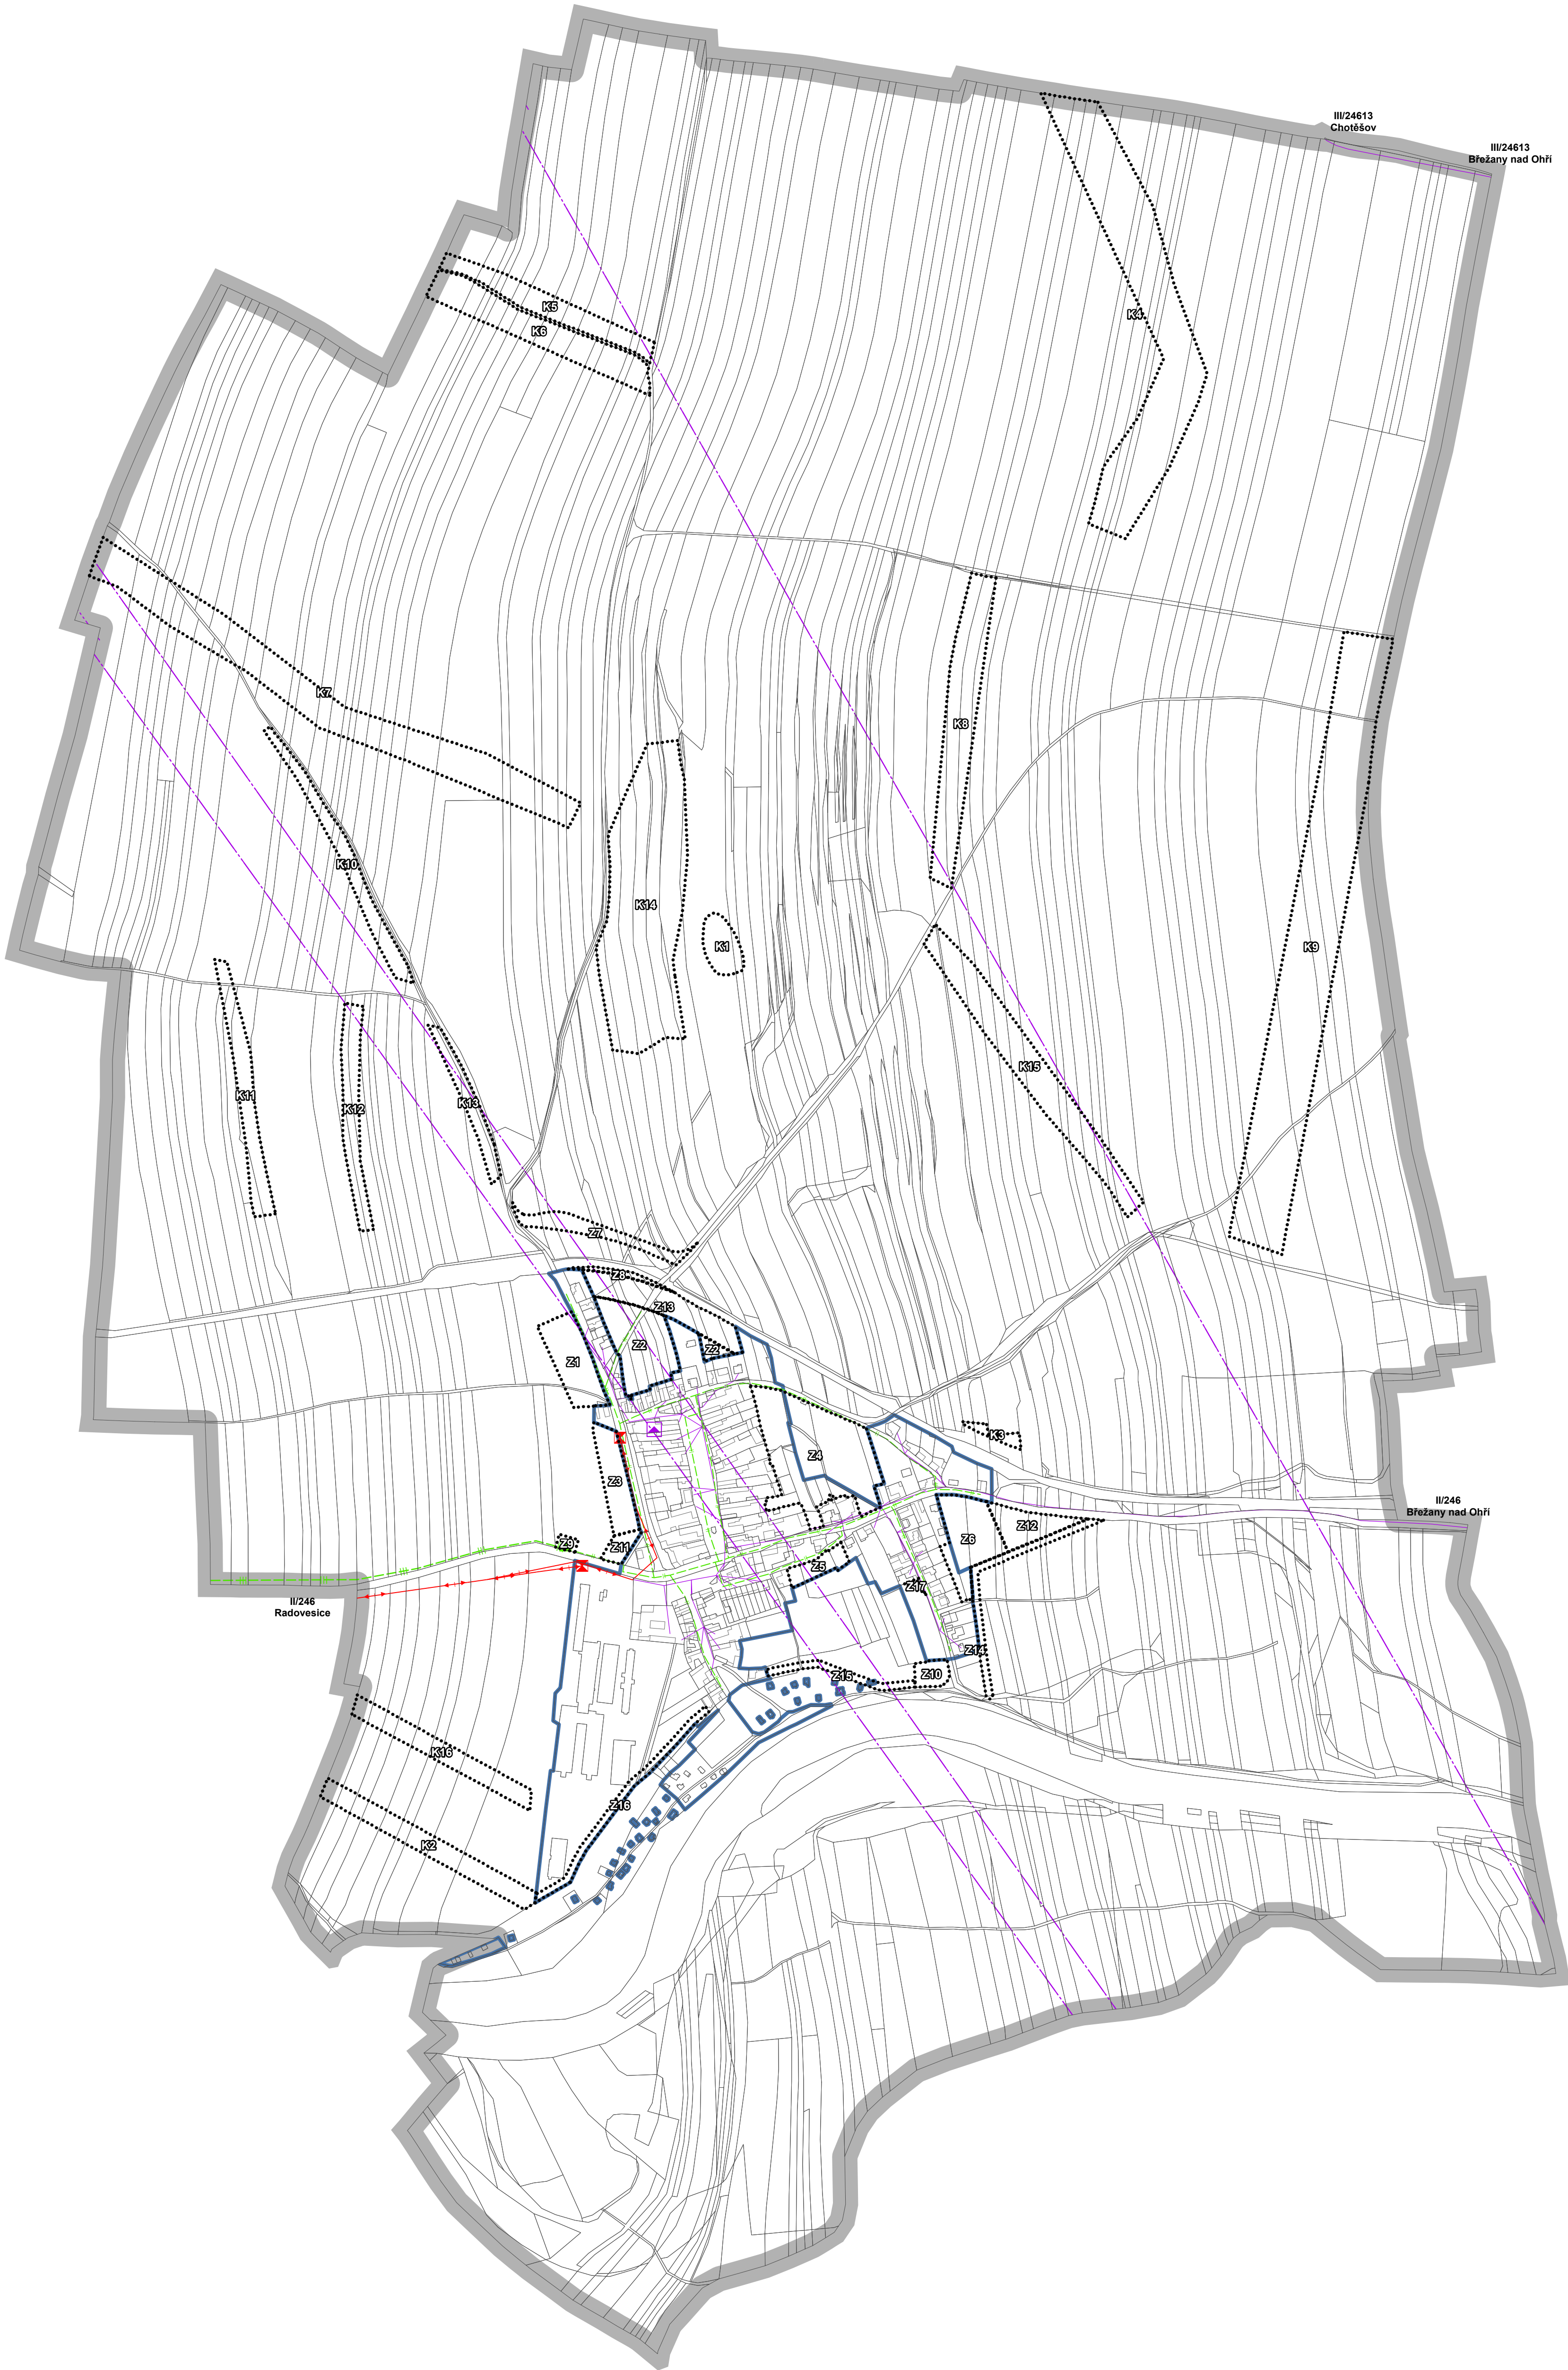 III/24613
Chotěšov
III/24613
Břežany nad Ohří
K5
K4
K6
K7
K8
K10
K14
K1
K9
K15
K11
K12
K13
Z7
Z8
Z13
Z2
Z2
Z1
K3
Z4
Z3
II/246
Břežany nad Ohří
Z12
Z6
Z9
Z11
Z5
Z17
II/246
Radovesice
Z14
Z15
Z10
K16
Z16
K2